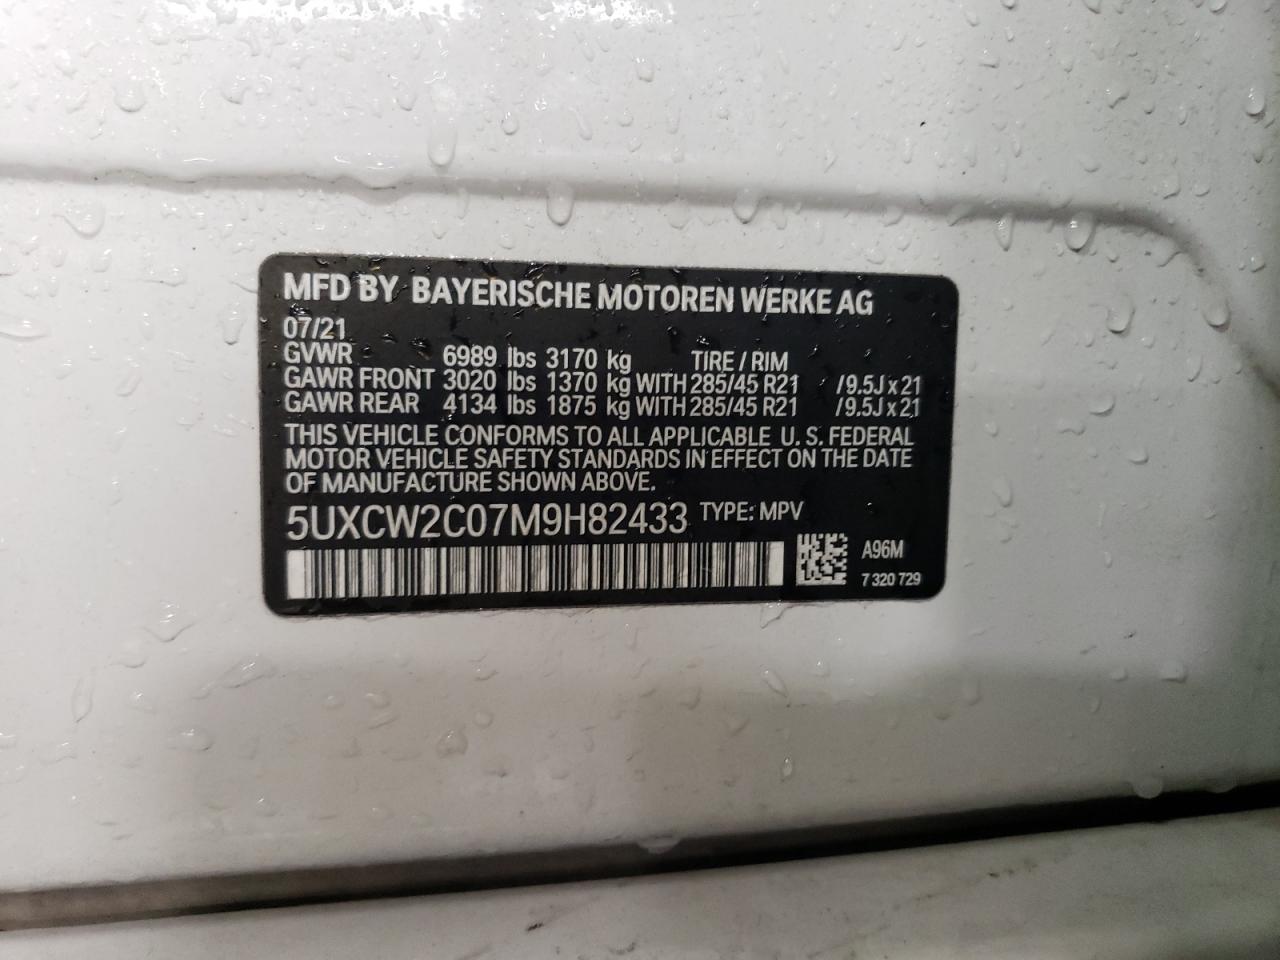 MFD BY BAYERISCHE MOTOREN WERKE AG
07/21
GVWR 6989 lbs 3170 kg TIRE / RIM
GAWR FRONT 3020 lbs 1370 kg WITH 285/45 R21 /9.5J x 21
GAWR REAR 4134 lbs 1875 kg WITH 285/45 R21 /9.5J x 21
THIS VEHICLE CONFORMS TO ALL APPLICABLE U. S. FEDERAL
MOTOR VEHICLE SAFETY STANDARDS IN EFFECT ON THE DATE
OF MANUFACTURE SHOWN ABOVE.
5UXCW2C07M9H82433 TYPE: MPV
A96M
7 320 729